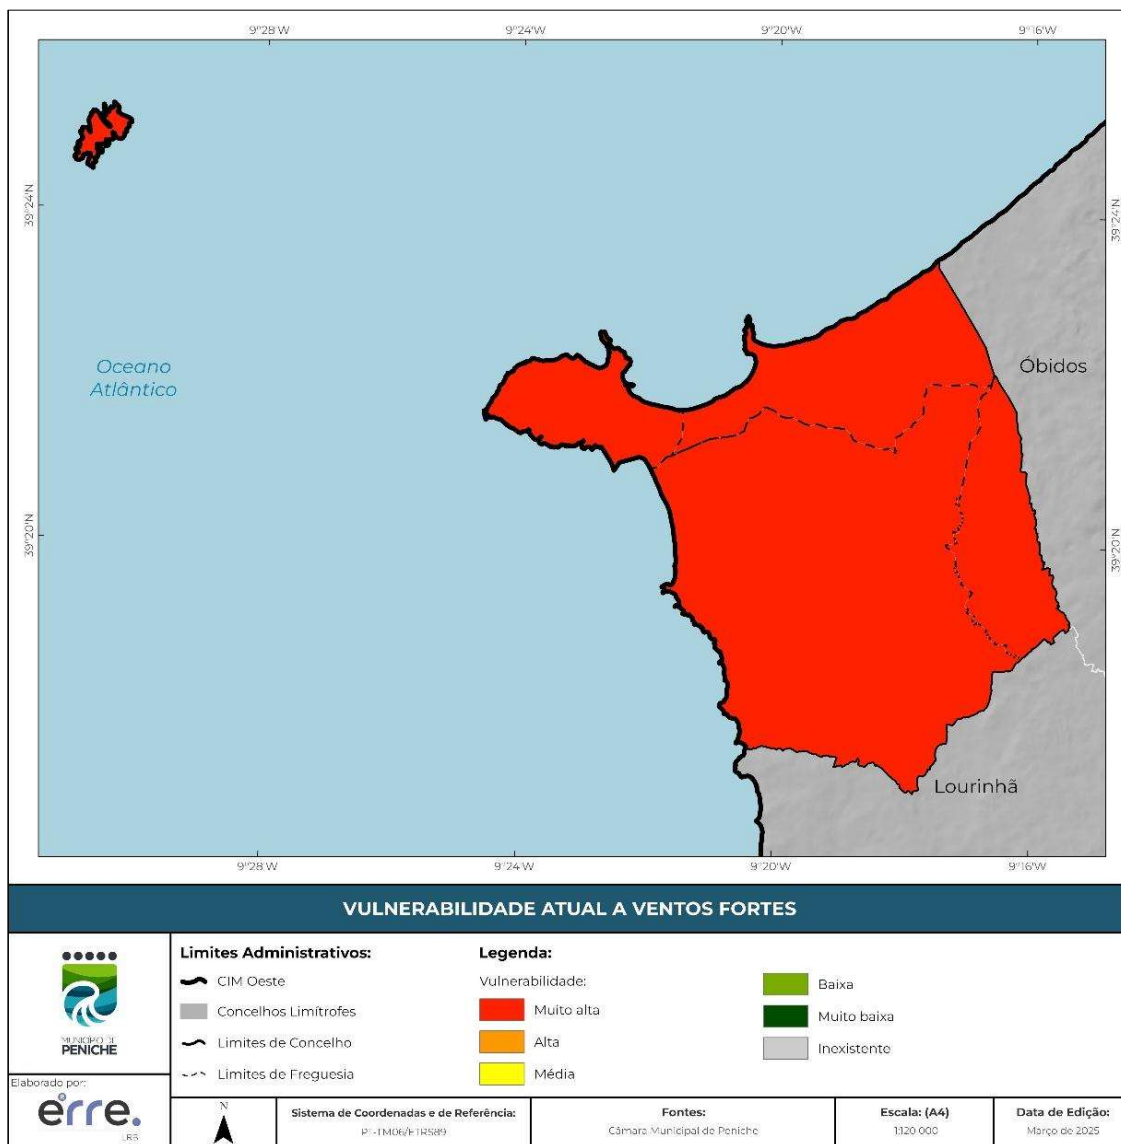 9°28'W 9°24'W 9°20'W 9°16'W
39°24'N
39°24'N
Oceano
Atlântico
Óbidos
39°20'N
39°20'N
Lourinhã
9°28'W 9°24'W 9°20'W 9°16'W
VULNERABILIDADE ATUAL A VENTOS FORTES
MUNICÍPIO DE
PENICHE
Limites Administrativos:
CIM Oeste
Concelhos Limítrofes
Limites de Concelho
Limites de Freguesia
Legenda:
Vulnerabilidade:
Muito alta
Alta
Média
Baixa
Muito baixa
Inexistente
Elaborado por:
érre.
N
Sistema de Coordenadas e de Referência:
PT-TM06/ETRS89
Fontes:
Câmara Municipal de Peniche
Escala: (A4)
1:120 000
Data de Edição:
Março de 2025